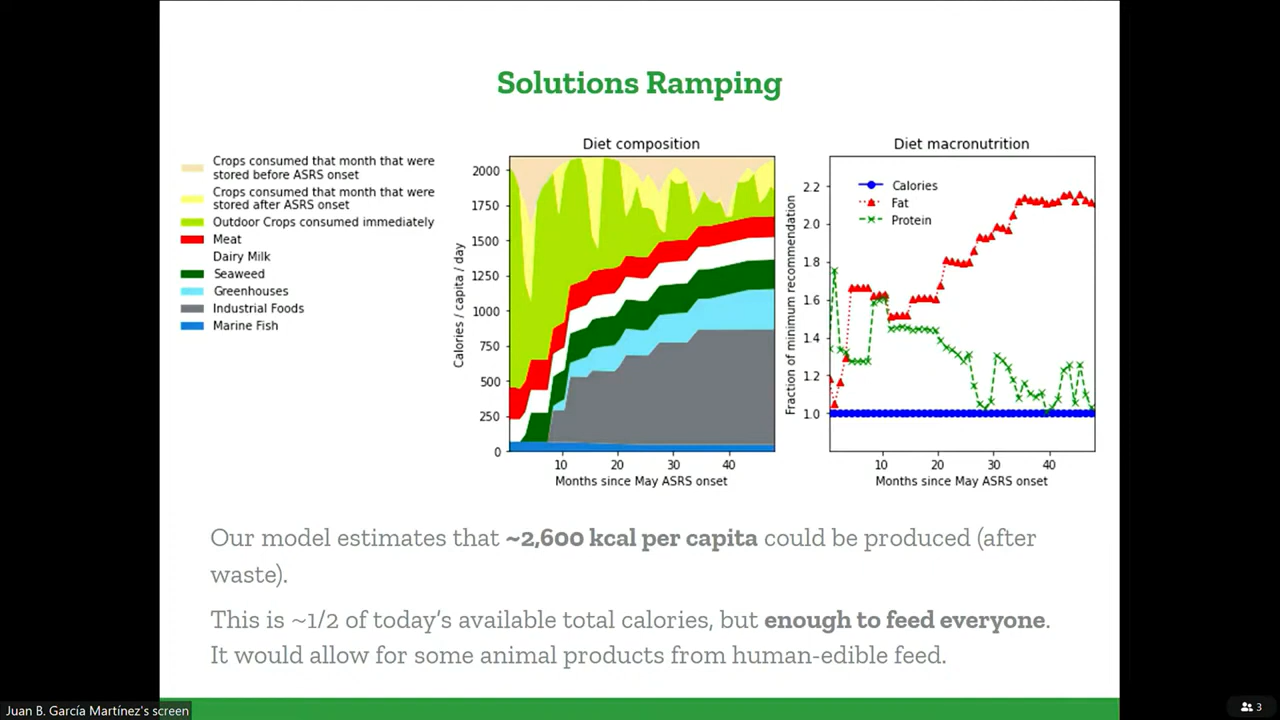 Solutions Ramping
Crops consumed that month that were
stored before ASRS onset
Crops consumed that month that were
stored after ASRS onset
Outdoor Crops consumed immediately
Meat
Dairy Milk
Seaweed
Greenhouses
Industrial Foods
Marine Fish
Diet composition
Calories / capita / day
2000
1750
1500
1250
1000
750
500
250
0
10 20 30 40
Months since May ASRS onset
Diet macronutrition
Fraction of minimum recommendation
2.2
2.0
1.8
1.6
1.4
1.2
1.0
Calories
Fat
Protein
10 20 30 40
Months since May ASRS onset
Our model estimates that ~2,600 kcal per capita could be produced (after
waste).
This is ~1/2 of today's available total calories, but enough to feed everyone.
It would allow for some animal products from human-edible feed.
Juan B. García Martínez's screen
3